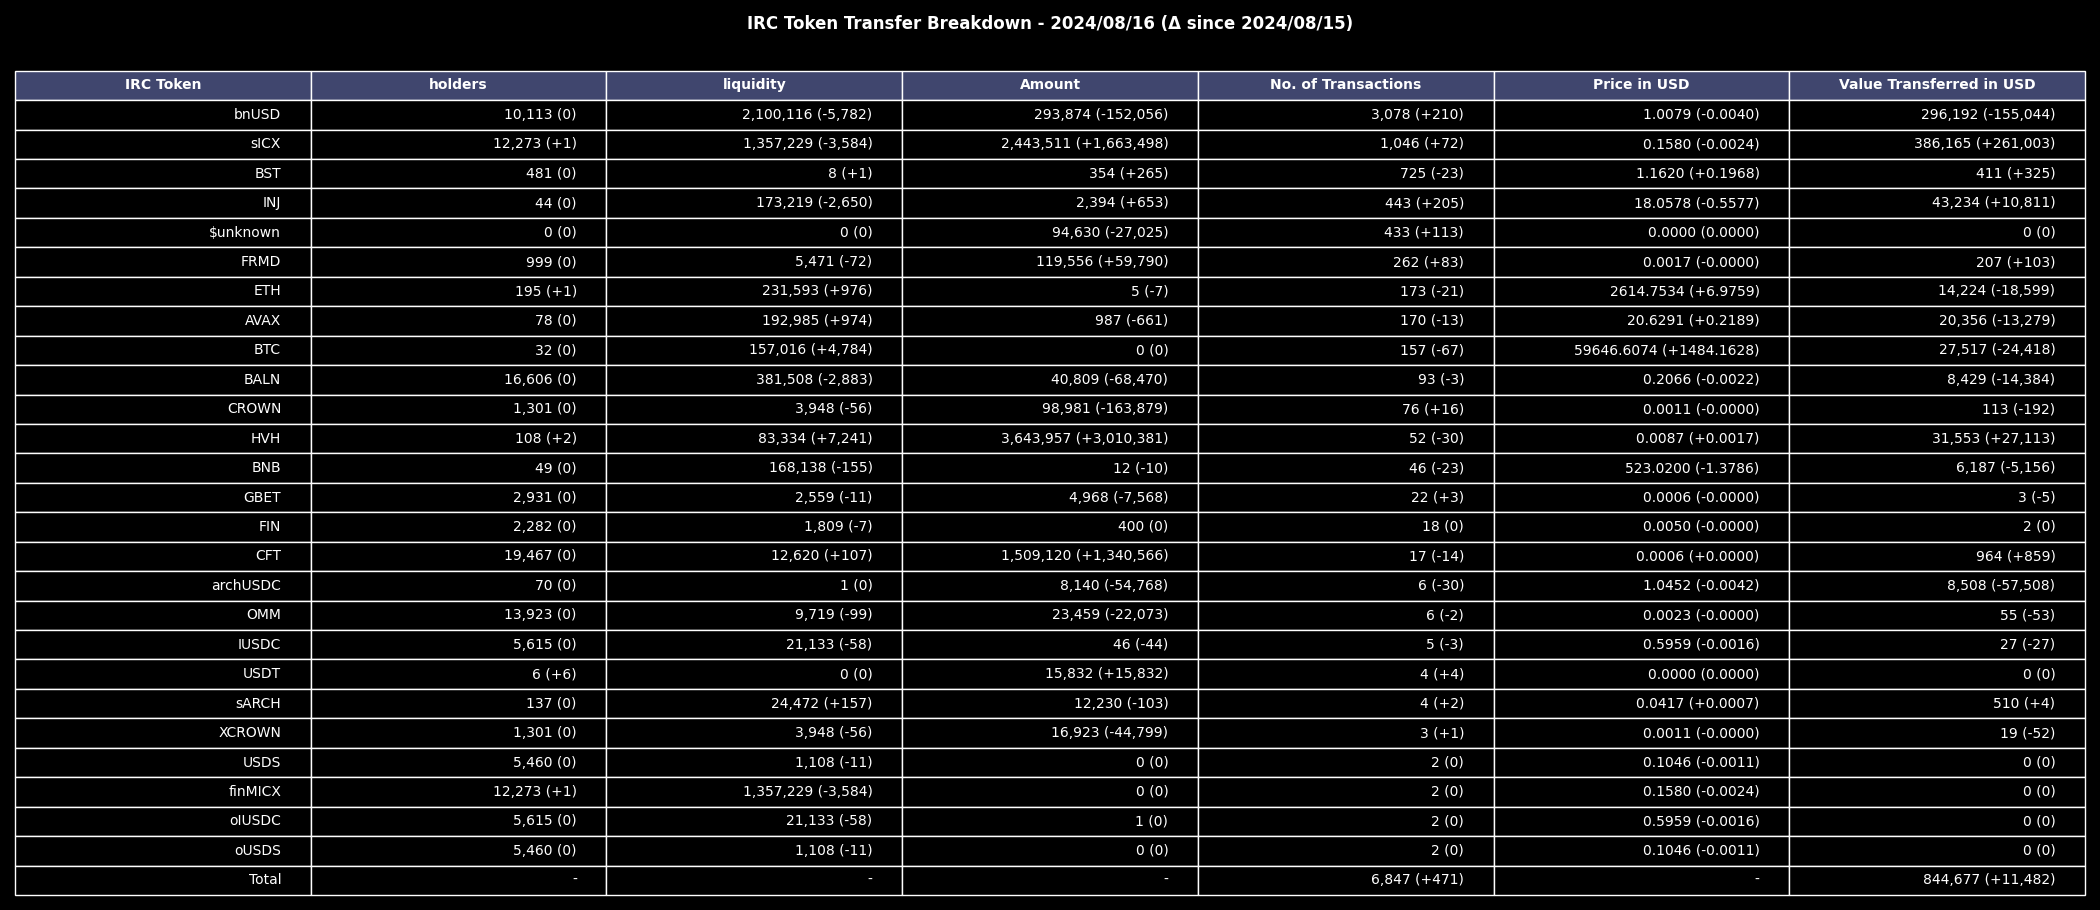 IRC Token Transfer Breakdown - 2024/08/16 (Δ since 2024/08/15)
IRC Token holders liquidity Amount No. of Transactions Price in USD Value Transferred in USD
bnUSD 10,113 (0) 2,100,116 (-5,782) 293,874 (-152,056) 3,078 (+210) 1.0079 (-0.0040) 296,192 (-155,044)
sICX 12,273 (+1) 1,357,229 (-3,584) 2,443,511 (+1,663,498) 1,046 (+72) 0.1580 (-0.0024) 386,165 (+261,003)
BST 481 (0) 8 (+1) 354 (+265) 725 (-23) 1.1620 (+0.1968) 411 (+325)
INJ 44 (0) 173,219 (-2,650) 2,394 (+653) 443 (+205) 18.0578 (-0.5577) 43,234 (+10,811)
$unknown 0 (0) 0 (0) 94,630 (-27,025) 433 (+113) 0.0000 (0.0000) 0 (0)
FRMD 999 (0) 5,471 (-72) 119,556 (+59,790) 262 (+83) 0.0017 (-0.0000) 207 (+103)
ETH 195 (+1) 231,593 (+976) 5 (-7) 173 (-21) 2614.7534 (+6.9759) 14,224 (-18,599)
AVAX 78 (0) 192,985 (+974) 987 (-661) 170 (-13) 20.6291 (+0.2189) 20,356 (-13,279)
BTC 32 (0) 157,016 (+4,784) 0 (0) 157 (-67) 59646.6074 (+1484.1628) 27,517 (-24,418)
BALN 16,606 (0) 381,508 (-2,883) 40,809 (-68,470) 93 (-3) 0.2066 (-0.0022) 8,429 (-14,384)
CROWN 1,301 (0) 3,948 (-56) 98,981 (-163,879) 76 (+16) 0.0011 (-0.0000) 113 (-192)
HVH 108 (+2) 83,334 (+7,241) 3,643,957 (+3,010,381) 52 (-30) 0.0087 (+0.0017) 31,553 (+27,113)
BNB 49 (0) 168,138 (-155) 12 (-10) 46 (-23) 523.0200 (-1.3786) 6,187 (-5,156)
GBET 2,931 (0) 2,559 (-11) 4,968 (-7,568) 22 (+3) 0.0006 (-0.0000) 3 (-5)
FIN 2,282 (0) 1,809 (-7) 400 (0) 18 (0) 0.0050 (-0.0000) 2 (0)
CFT 19,467 (0) 12,620 (+107) 1,509,120 (+1,340,566) 17 (-14) 0.0006 (+0.0000) 964 (+859)
archUSDC 70 (0) 1 (0) 8,140 (-54,768) 6 (-30) 1.0452 (-0.0042) 8,508 (-57,508)
OMM 13,923 (0) 9,719 (-99) 23,459 (-22,073) 6 (-2) 0.0023 (-0.0000) 55 (-53)
IUSDC 5,615 (0) 21,133 (-58) 46 (-44) 5 (-3) 0.5959 (-0.0016) 27 (-27)
USDT 6 (+6) 0 (0) 15,832 (+15,832) 4 (+4) 0.0000 (0.0000) 0 (0)
sARCH 137 (0) 24,472 (+157) 12,230 (-103) 4 (+2) 0.0417 (+0.0007) 510 (+4)
XCROWN 1,301 (0) 3,948 (-56) 16,923 (-44,799) 3 (+1) 0.0011 (-0.0000) 19 (-52)
USDS 5,460 (0) 1,108 (-11) 0 (0) 2 (0) 0.1046 (-0.0011) 0 (0)
finMICX 12,273 (+1) 1,357,229 (-3,584) 0 (0) 2 (0) 0.1580 (-0.0024) 0 (0)
oIUSDC 5,615 (0) 21,133 (-58) 1 (0) 2 (0) 0.5959 (-0.0016) 0 (0)
oUSDS 5,460 (0) 1,108 (-11) 0 (0) 2 (0) 0.1046 (-0.0011) 0 (0)
Total - - - 6,847 (+471) - 844,677 (+11,482)